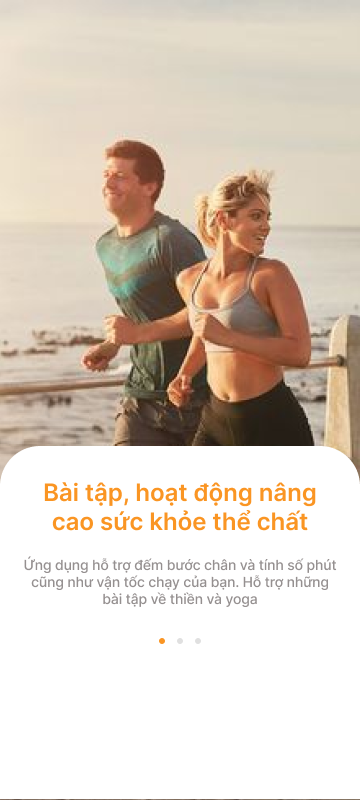 Bài tập, hoạt động nâng
cao sức khỏe thể chất
Ứng dụng hỗ trợ đếm bước chân và tính số phút
cũng như vận tốc chạy của bạn. Hỗ trợ những
bài tập về thiền và yoga